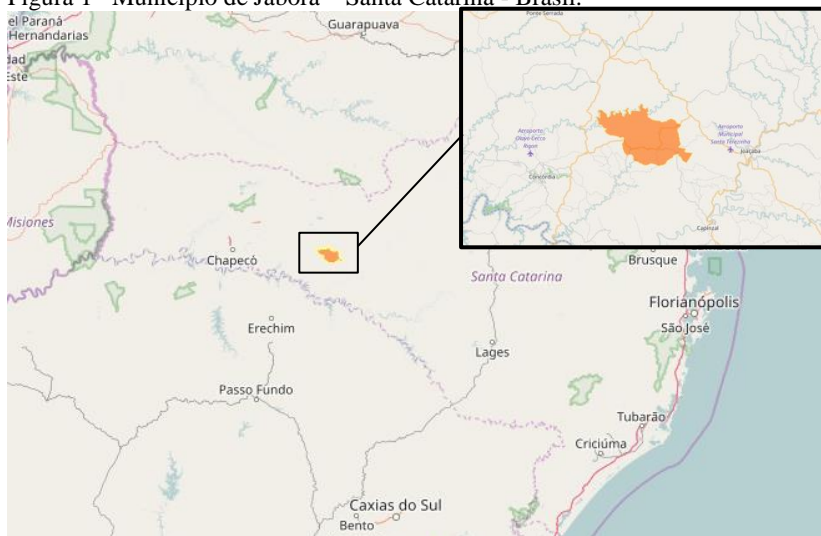 Figura 1 - Município de Jaborá – Santa Catarina - Brasil.
el Paraná
Hernandarias
dad
Este
Guarapuava
Ponte Serrada
Aeroporto
Municipal
Santa Terezinha
Joaçaba
Concórdia
Capinzal
Misiones
Chapecó
Brusque
Santa Catarina
Florianópolis
São José
Erechim
Lages
Passo Fundo
Tubarão
Criciúma
Caxias do Sul
Bento